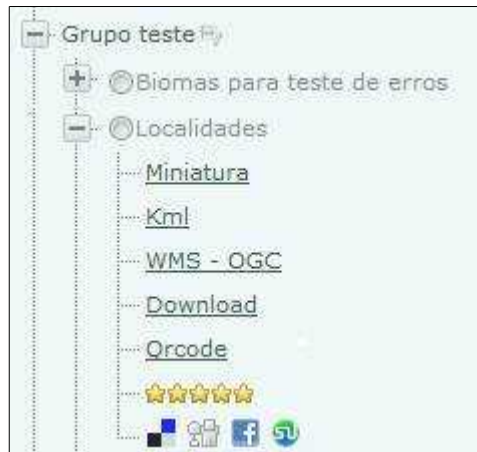 Grupo teste
Biomas para teste de erros
Localidades
Miniatura
Kml
WMS - OGC
Download
Qrcode